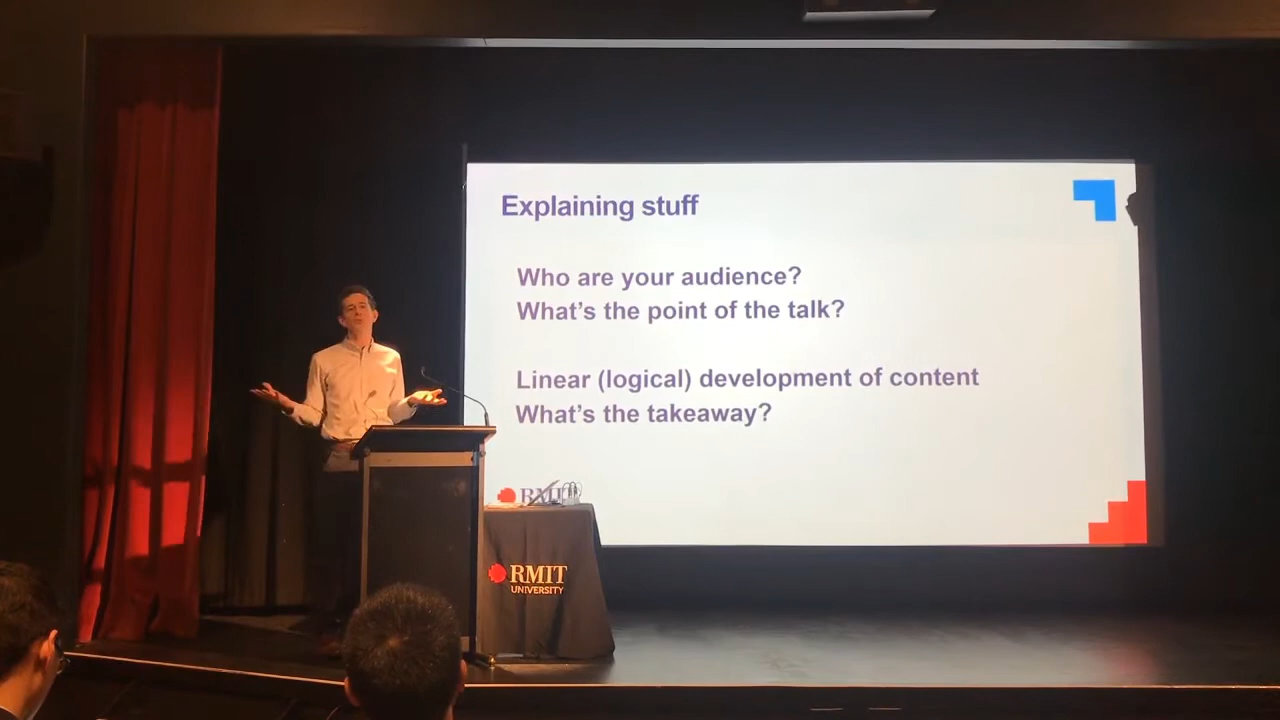 Explaining stuff
Who are your audience?
What’s the point of the talk?
Linear (logical) development of content
What’s the takeaway?
RMIT
RMIT
UNIVERSITY